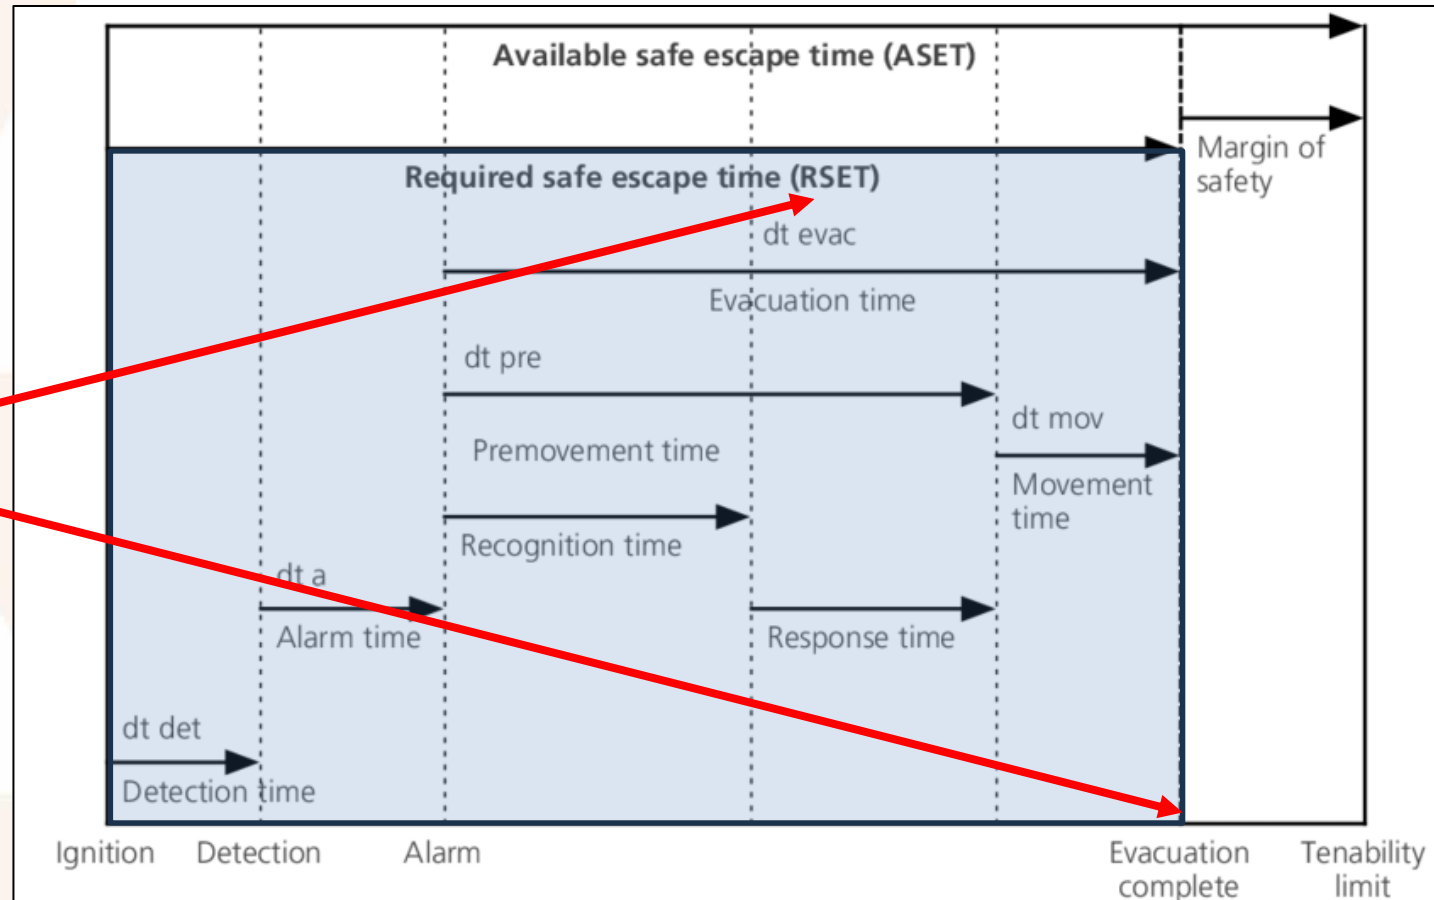 Available safe escape time (ASET)
Margin of
safety
Required safe escape time (RSET)
dt evac
Evacuation time
dt pre
Premovement time
dt mov
Movement
time
Recognition time
dt a
Alarm time
Response time
dt det
Detection time
Ignition
Detection
Alarm
Evacuation
complete
Tenability
limit